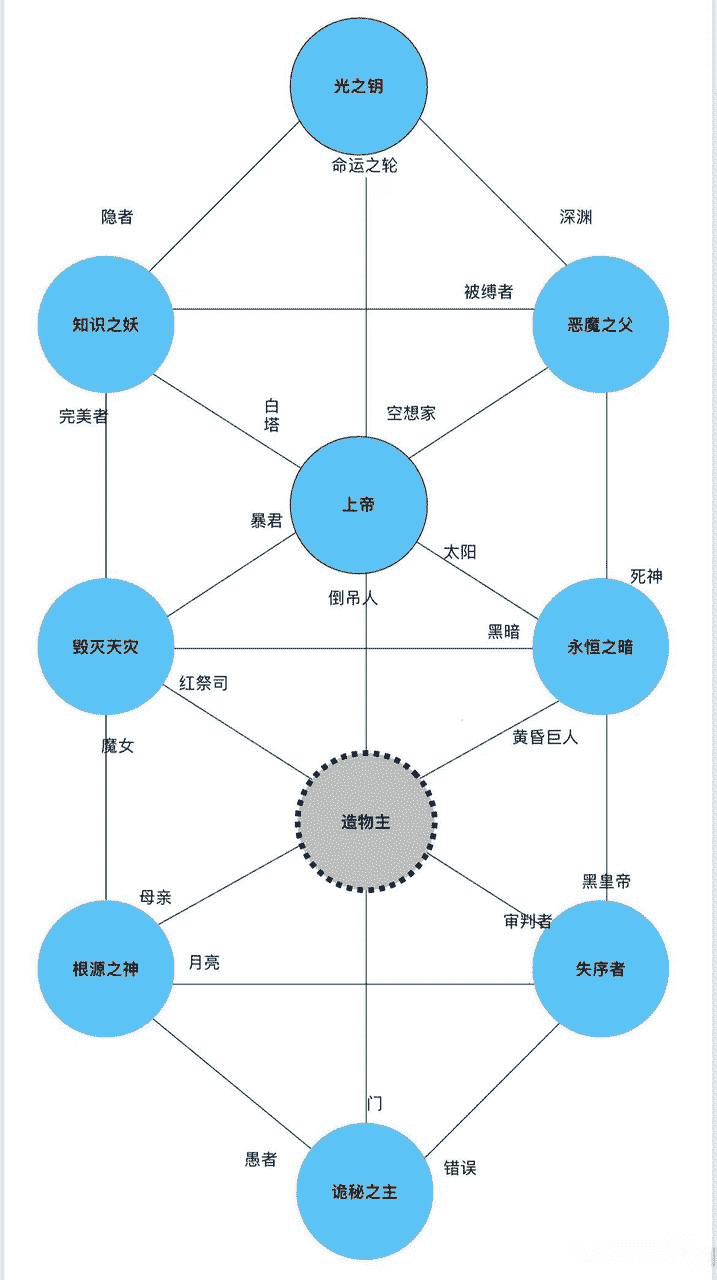 光之钥
命运之轮
隐者
深渊
被缚者
知识之妖
恶魔之父
完美者
白
塔
空想家
上帝
暴君
太阳
死神
倒吊人
黑暗
毁灭天灾
永恒之暗
红祭司
魔女
黄昏巨人
造物主
黑皇帝
母亲
审判者
月亮
根源之神
失序者
门
愚者
错误
诡秘之主